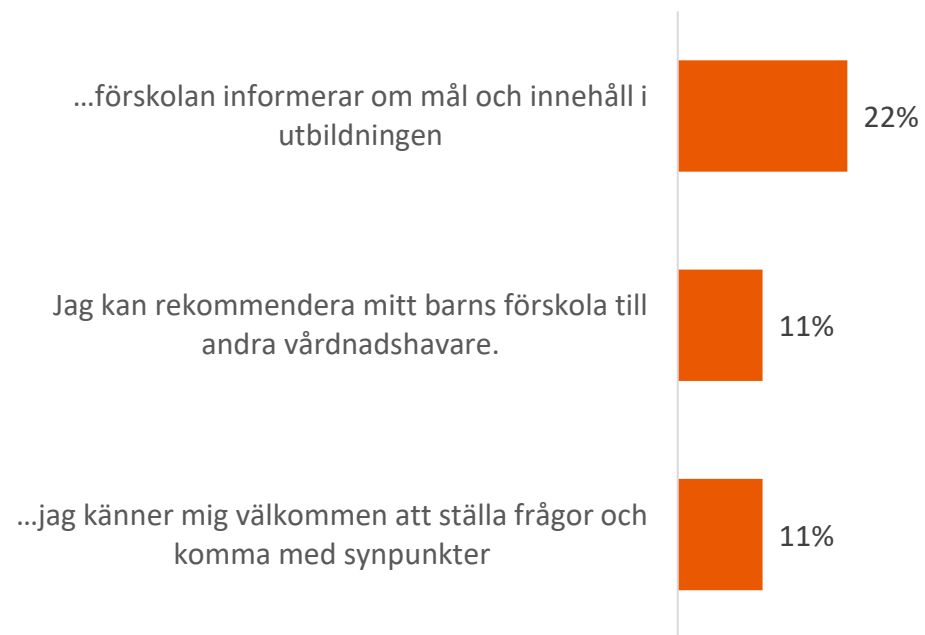 ...förskolan informerar om mål och innehåll i
utbildningen
22%
Jag kan rekommendera mitt barns förskola till
andra vårdnadshavare.
11%
...jag känner mig välkommen att ställa frågor och
komma med synpunkter
11%